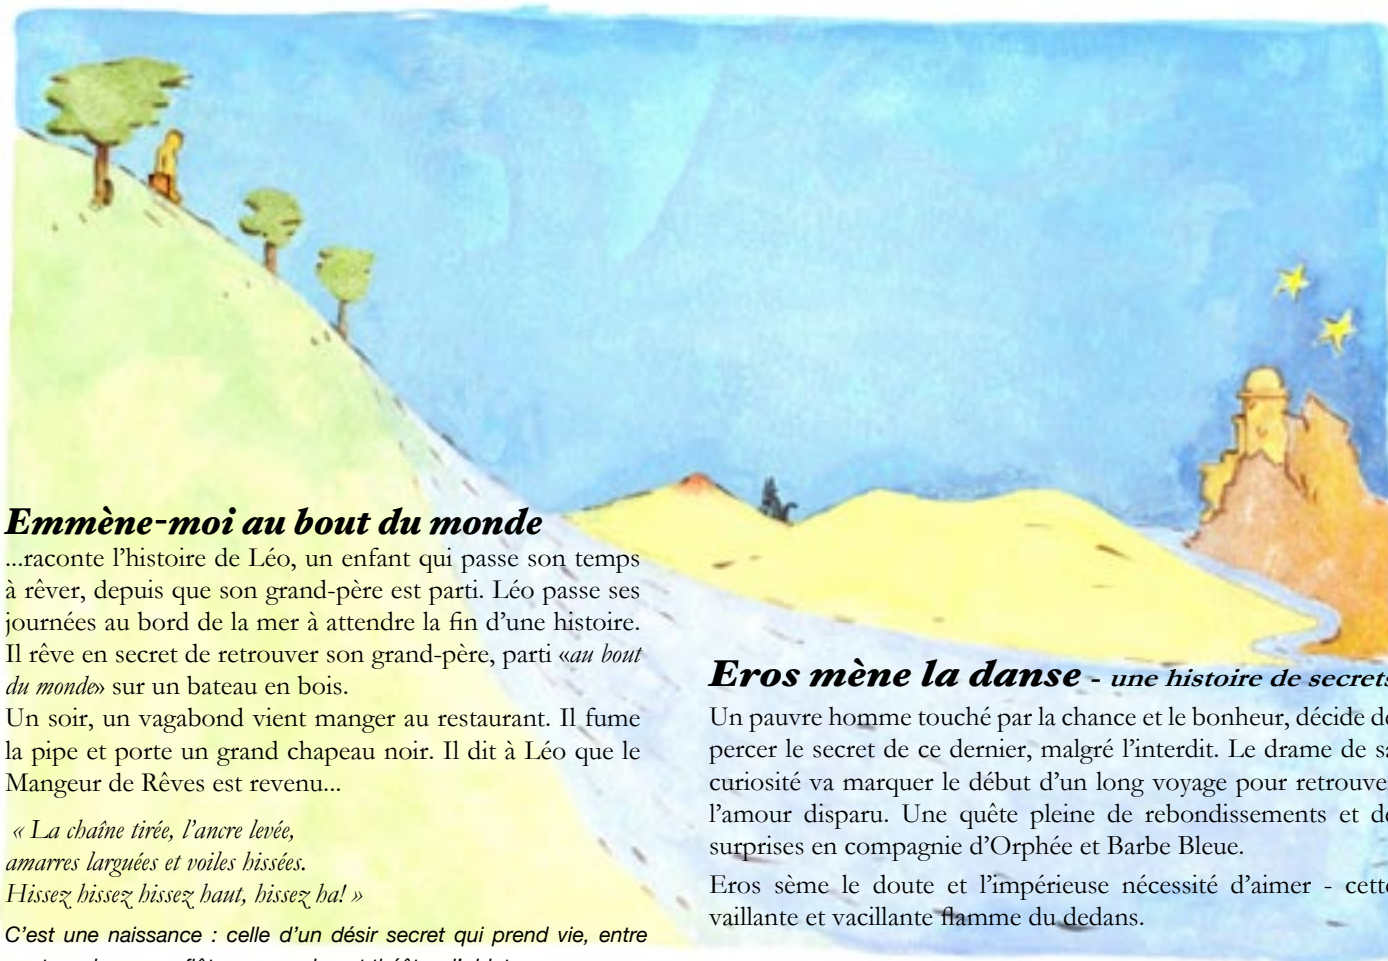 Emmène-moi au bout du monde
...raconte l’histoire de Léo, un enfant qui passe son temps
à rêver, depuis que son grand-père est parti. Léo passe ses
journées au bord de la mer à attendre la fin d’une histoire.
Il rêve en secret de retrouver son grand-père, parti «au bout
du monde» sur un bateau en bois.
Un soir, un vagabond vient manger au restaurant. Il fume
la pipe et porte un grand chapeau noir. Il dit à Léo que le
Mangeur de Rêves est revenu...
« La chaîne tirée, l’ancre levée,
amarres larguées et voiles hissées.
Hissez hissez hissez haut, hissez ha! »
C’est une naissance : celle d’un désir secret qui prend vie, entre
Eros mène la danse - une histoire de secrets
Un pauvre homme touché par la chance et le bonheur, décide de
percer le secret de ce dernier, malgré l’interdit. Le drame de sa
curiosité va marquer le début d’un long voyage pour retrouver
l’amour disparu. Une quête pleine de rebondissements et de
surprises en compagnie d’Orphée et Barbe Bleue.
Eros sème le doute et l’impérieuse nécessité d’aimer - cette
vaillante et vacillante flamme du dedans.